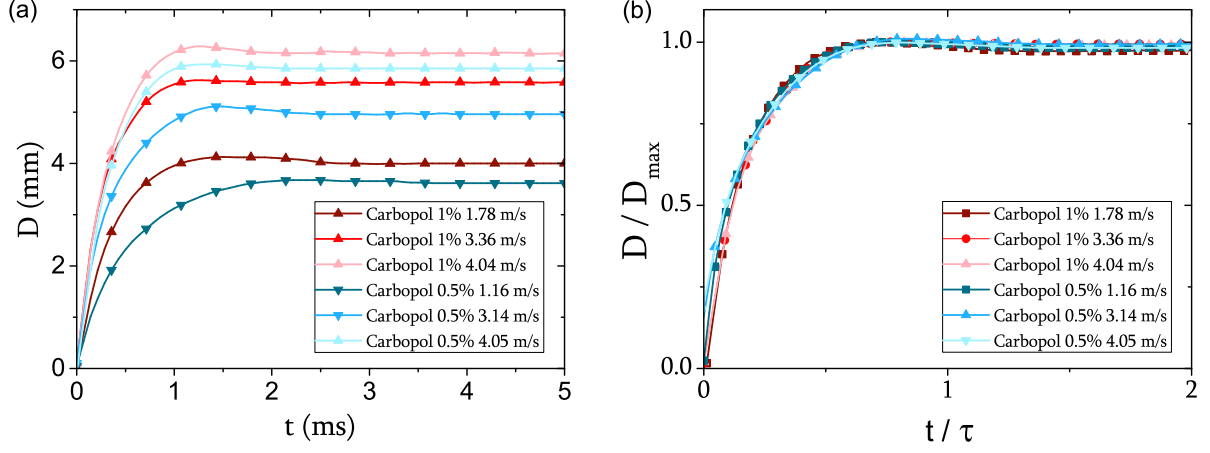 (a)
6
4
2
0
D (mm)
0 1 2 3 4 5
t (ms)
Carbopol 1% 1.78 m/s
Carbopol 1% 3.36 m/s
Carbopol 1% 4.04 m/s
Carbopol 0.5% 1.16 m/s
Carbopol 0.5% 3.14 m/s
Carbopol 0.5% 4.05 m/s
(b)
1.0
0.5
0.0
D / Dmax
0 1 2
t / τ
Carbopol 1% 1.78 m/s
Carbopol 1% 3.36 m/s
Carbopol 1% 4.04 m/s
Carbopol 0.5% 1.16 m/s
Carbopol 0.5% 3.14 m/s
Carbopol 0.5% 4.05 m/s